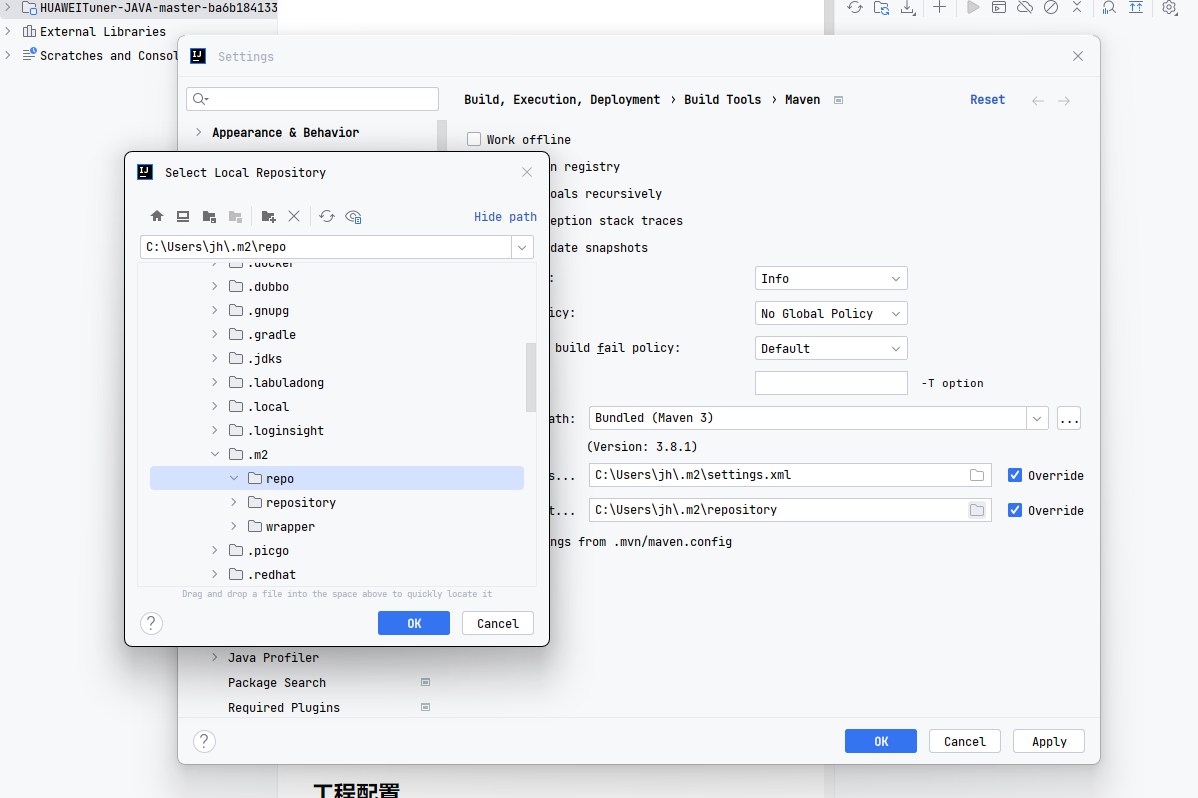 HUAWEITuner-JAVA-master-ba6b184133
External Libraries
Scratches and Consol
Settings
Build, Execution, Deployment › Build Tools › Maven
Reset
Appearance & Behavior
Work offline
Select Local Repository
n registry
oals recursively
eption stack traces
date snapshots
Hide path
C:\Users\jh\.m2\repo
.docker
.dubbo
.gnupg
.gradle
.jdks
.labuladong
.local
.loginsight
.m2
repo
repository
wrapper
.picgo
.redhat
Drag and drop a file into the space above to quickly locate it
?
OK
Cancel
:
Info
icy:
No Global Policy
build fail policy:
Default
-T option
ath:
Bundled (Maven 3)
...
(Version: 3.8.1)
s...
C:\Users\jh\.m2\settings.xml
Override
t...
C:\Users\jh\.m2\repository
Override
ngs from .mvn/maven.config
Java Profiler
Package Search
Required Plugins
?
OK
Cancel
Apply
工程配置